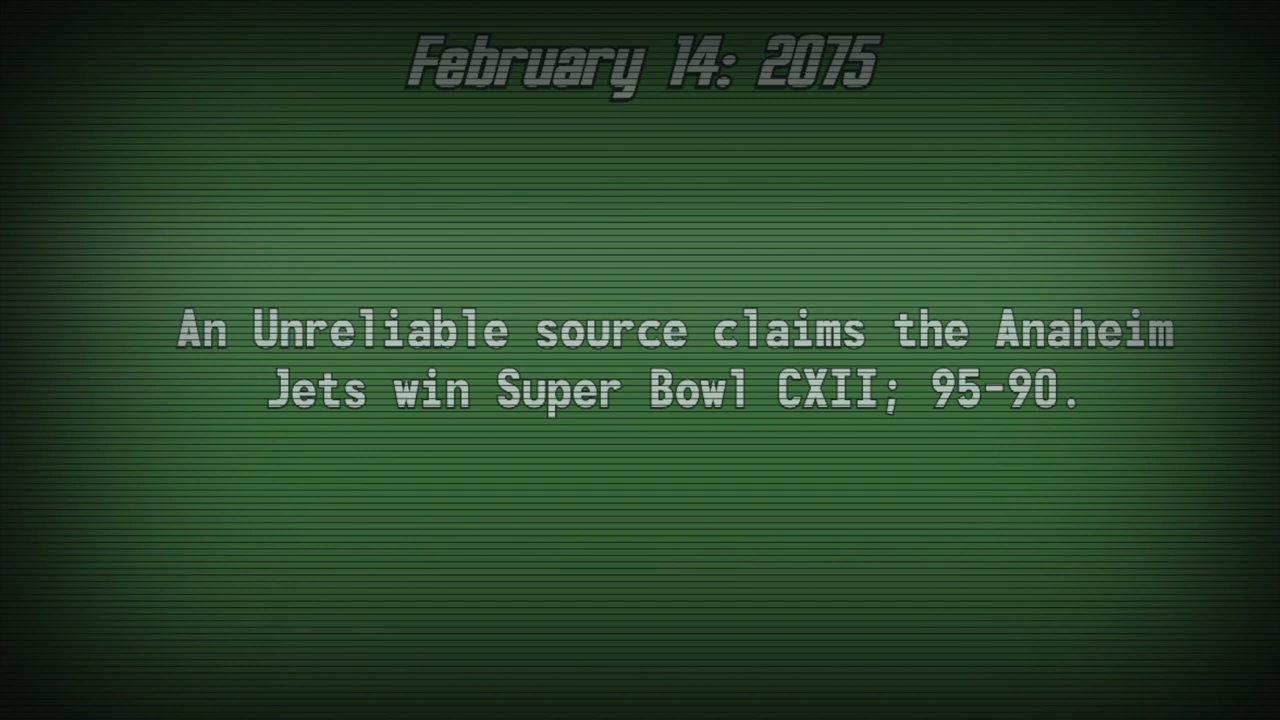 February 14: 2075
An Unreliable source claims the Anaheim
Jets win Super Bowl CXII; 95-90.